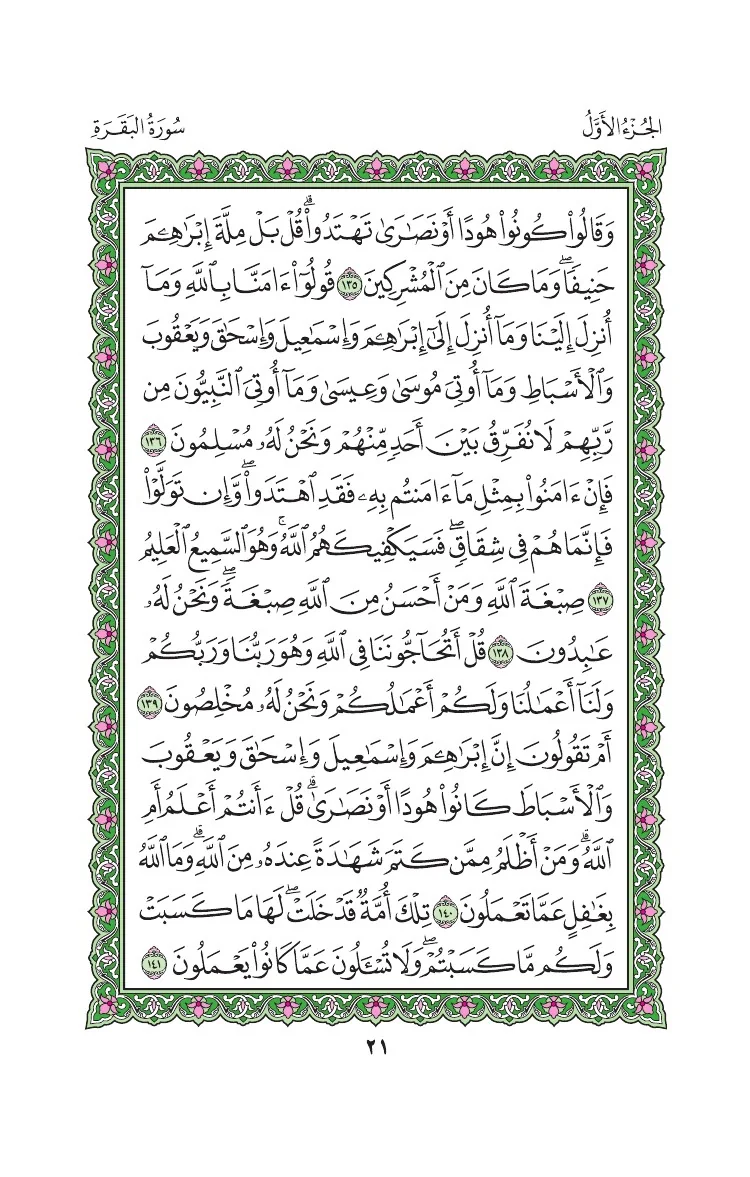 الجُزْءُ الأَوَّلُ
سُورَةُ البَقَرَةِ
وَقَالُوا۟ كُونُوا۟ هُودًا أَوْ نَصَٰرَىٰ تَهْتَدُوا۟ۗ قُلْ بَلْ مِلَّةَ إِبْرَٰهِـۧمَ
حَنِيفًاۖ وَمَا كَانَ مِنَ ٱلْمُشْرِكِينَ ١٣٥ قُولُوٓا۟ ءَامَنَّا بِٱللَّهِ وَمَآ
أُنزِلَ إِلَيْنَا وَمَآ أُنزِلَ إِلَىٰٓ إِبْرَٰهِـۧمَ وَإِسْمَٰعِيلَ وَإِسْحَٰقَ وَيَعْقُوبَ
وَٱلْأَسْبَاطِ وَمَآ أُوتِىَ مُوسَىٰ وَعِيسَىٰ وَمَآ أُوتِىَ ٱلنَّبِيُّونَ مِن
رَّبِّهِمْ لَا نُفَرِّقُ بَيْنَ أَحَدٍ مِّنْهُمْ وَنَحْنُ لَهُۥ مُسْلِمُونَ ١٣٦
فَإِنْ ءَامَنُوا۟ بِمِثْلِ مَآ ءَامَنتُم بِهِۦ فَقَدِ ٱهْتَدَوا۟ۖ وَّإِن تَوَلَّوْا۟
فَإِنَّمَا هُمْ فِى شِقَاقٍۖ فَسَيَكْفِيكَهُمُ ٱللَّهُۚ وَهُوَ ٱلسَّمِيعُ ٱلْعَلِيمُ
١٣٧ صِبْغَةَ ٱللَّهِ وَمَنْ أَحْسَنُ مِنَ ٱللَّهِ صِبْغَةًۖ وَنَحْنُ لَهُۥ
عَٰبِدُونَ ١٣٨ قُلْ أَتُحَآجُّونَنَا فِى ٱللَّهِ وَهُوَ رَبُّنَا وَرَبُّكُمْ
وَلَنَآ أَعْمَٰلُنَا وَلَكُمْ أَعْمَٰلُكُمْ وَنَحْنُ لَهُۥ مُخْلِصُونَ ١٣٩
أَمْ تَقُولُونَ إِنَّ إِبْرَٰهِـۧمَ وَإِسْمَٰعِيلَ وَإِسْحَٰقَ وَيَعْقُوبَ
وَٱلْأَسْبَاطَ كَانُوا۟ هُودًا أَوْ نَصَٰرَىٰۗ قُلْ ءَأَنتُمْ أَعْلَمُ أَمِ
ٱللَّهُۗ وَمَنْ أَظْلَمُ مِمَّن كَتَمَ شَهَٰدَةً عِندَهُۥ مِنَ ٱللَّهِۗ وَمَا ٱللَّهُ
بِغَٰفِلٍ عَمَّا تَعْمَلُونَ ١٤٠ تِلْكَ أُمَّةٌ قَدْ خَلَتْۖ لَهَا مَا كَسَبَتْ
وَلَكُم مَّا كَسَبْتُمْۖ وَلَا تُسْـَٔلُونَ عَمَّا كَانُوا۟ يَعْمَلُونَ ١٤١
٢١